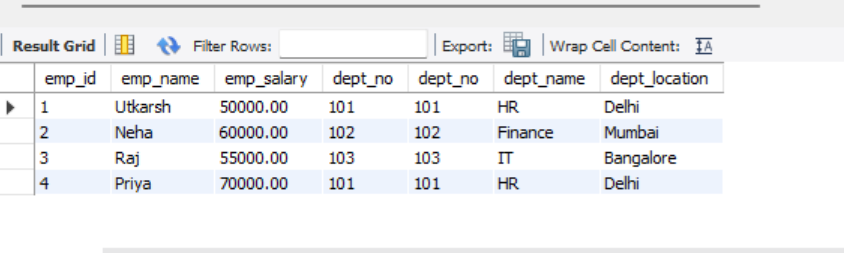 Result Grid Filter Rows: Export: Wrap Cell Content: IA
emp_id emp_name emp_salary dept_no dept_no dept_name dept_location
1 Utkarsh 50000.00 101 101 HR Delhi
2 Neha 60000.00 102 102 Finance Mumbai
3 Raj 55000.00 103 103 IT Bangalore
4 Priya 70000.00 101 101 HR Delhi